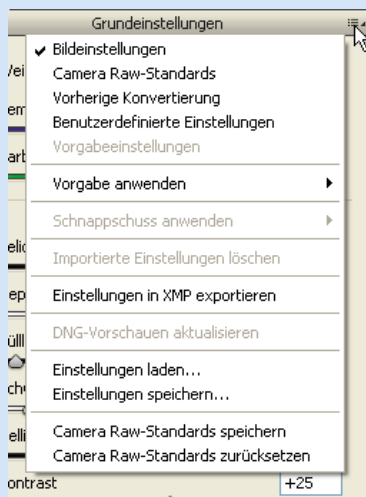 Grundeinstellungen
Bildeinstellungen
Camera Raw-Standards
Vorherige Konvertierung
Benutzerdefinierte Einstellungen
Vorgabeeinstellungen
Vorgabe anwenden
Schnappschuss anwenden
Importierte Einstellungen löschen
Einstellungen in XMP exportieren
DNG-Vorschauen aktualisieren
Einstellungen laden...
Einstellungen speichern...
Camera Raw-Standards speichern
Camera Raw-Standards zurücksetzen
ontrast +25